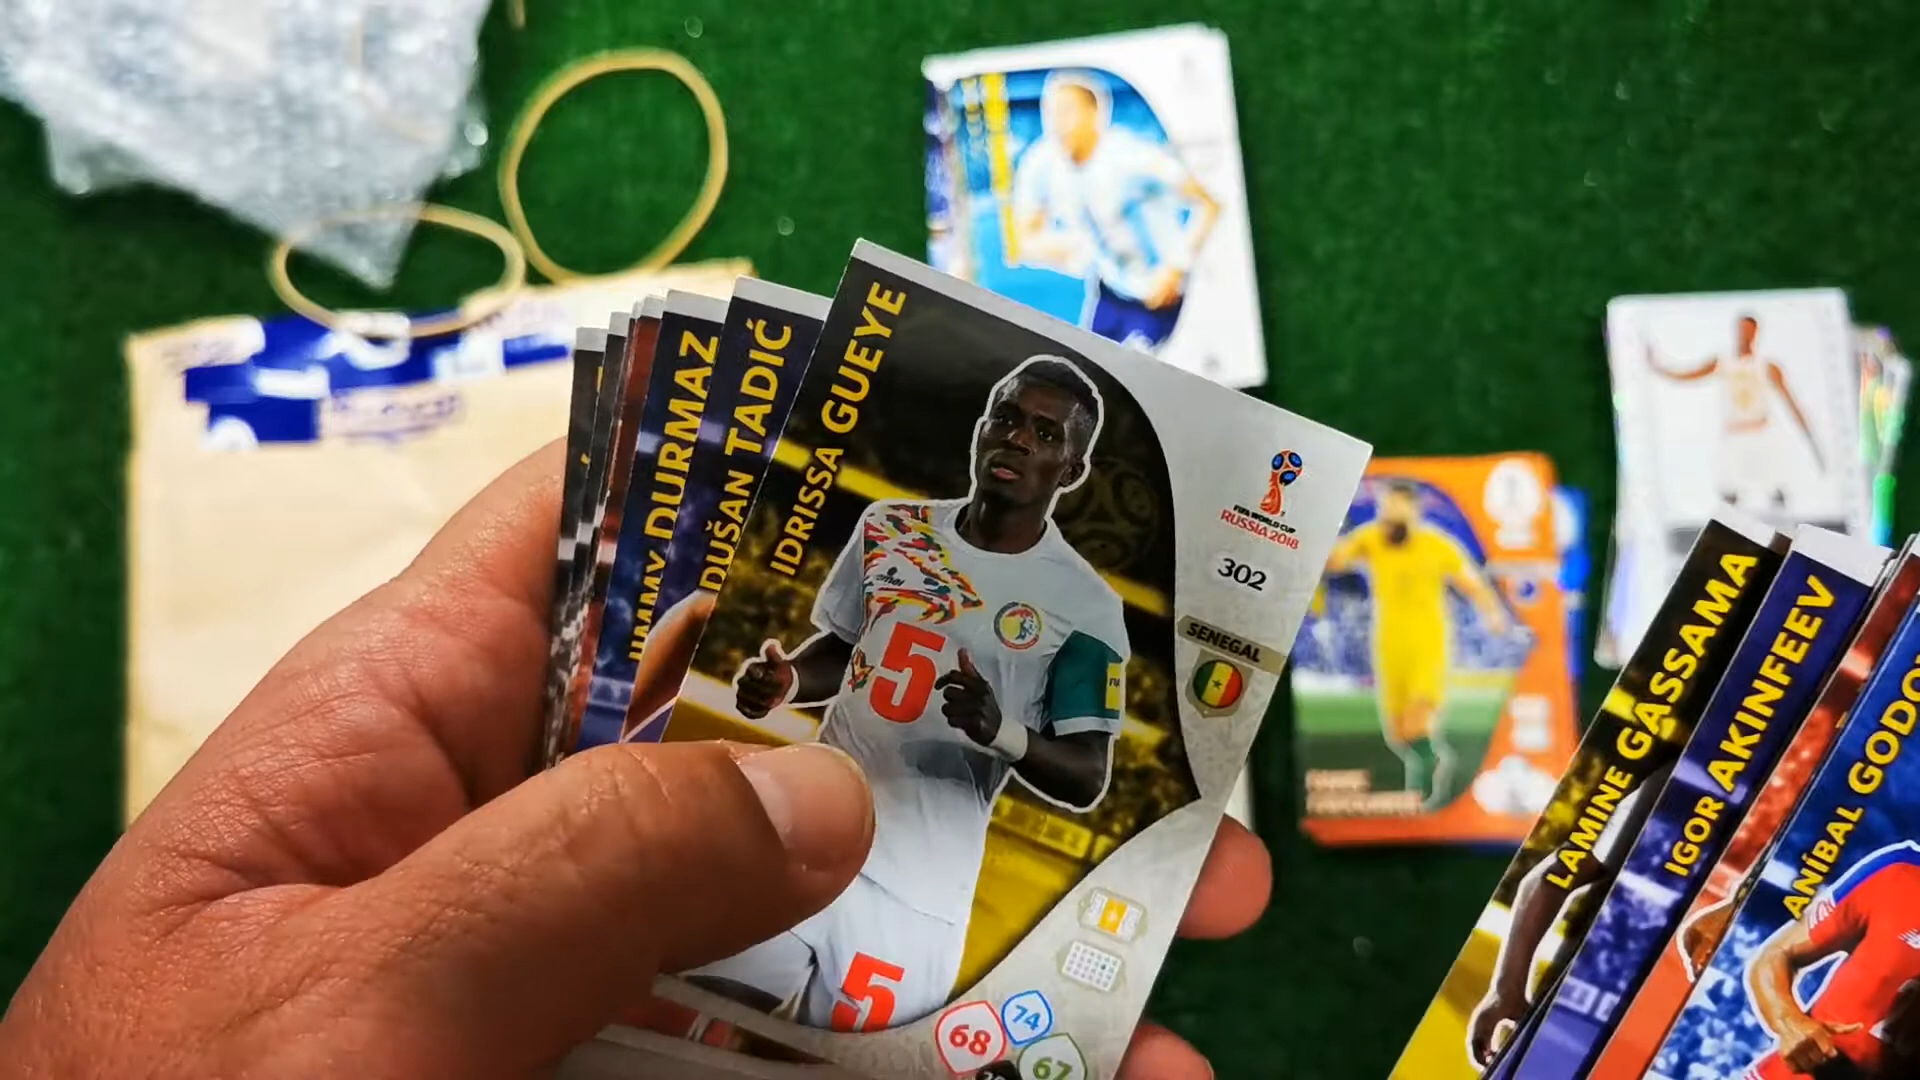 JIMMY DURMAZ
DUŠAN TADIĆ
IDRISSA GUEYE
FIFA WORLD CUP
RUSSIA 2018
302
SENEGAL
5
5
68
74
67
LAMINE GASSAMA
IGOR AKINFEEV
ANÍBAL GODOY